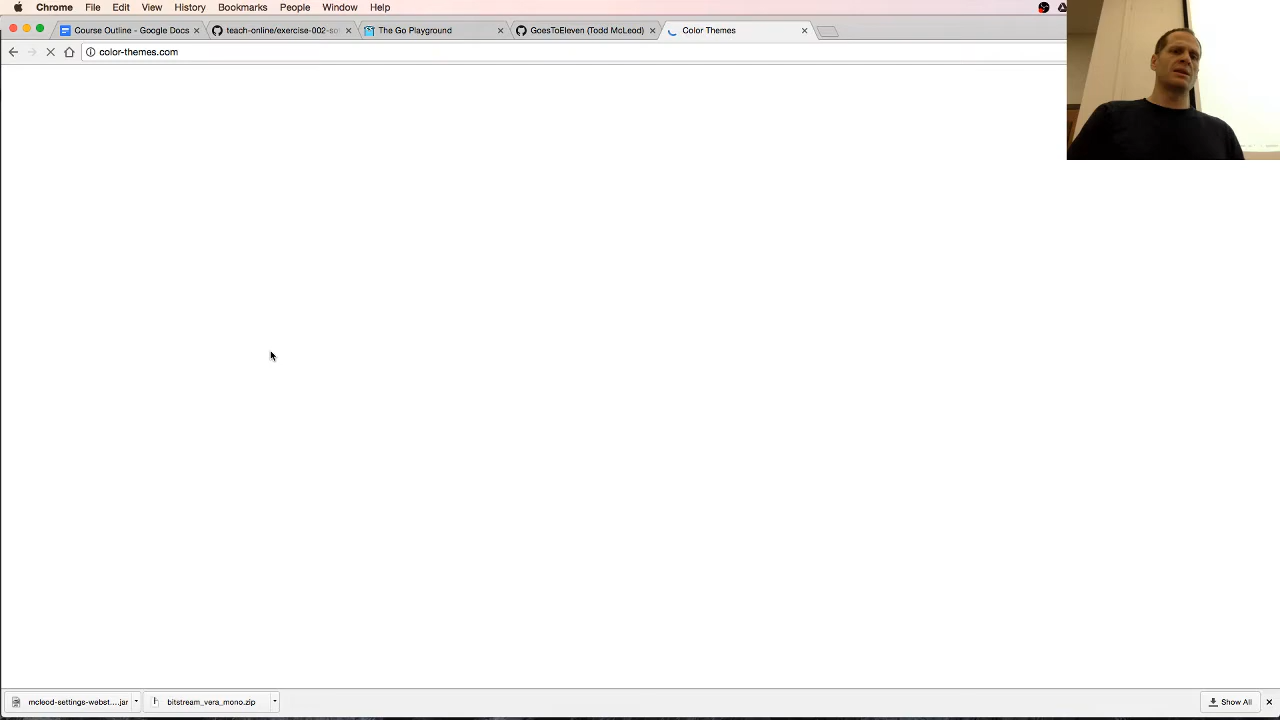 Chrome File Edit View History Bookmarks People Window Help
Course Outline - Google Docs
teach-online/exercise-002-so
The Go Playground
GoesToEleven (Todd McLeod)
Color Themes
color-themes.com
mcleod-settings-webst....jar
bitstream_vera_mono.zip
Show All